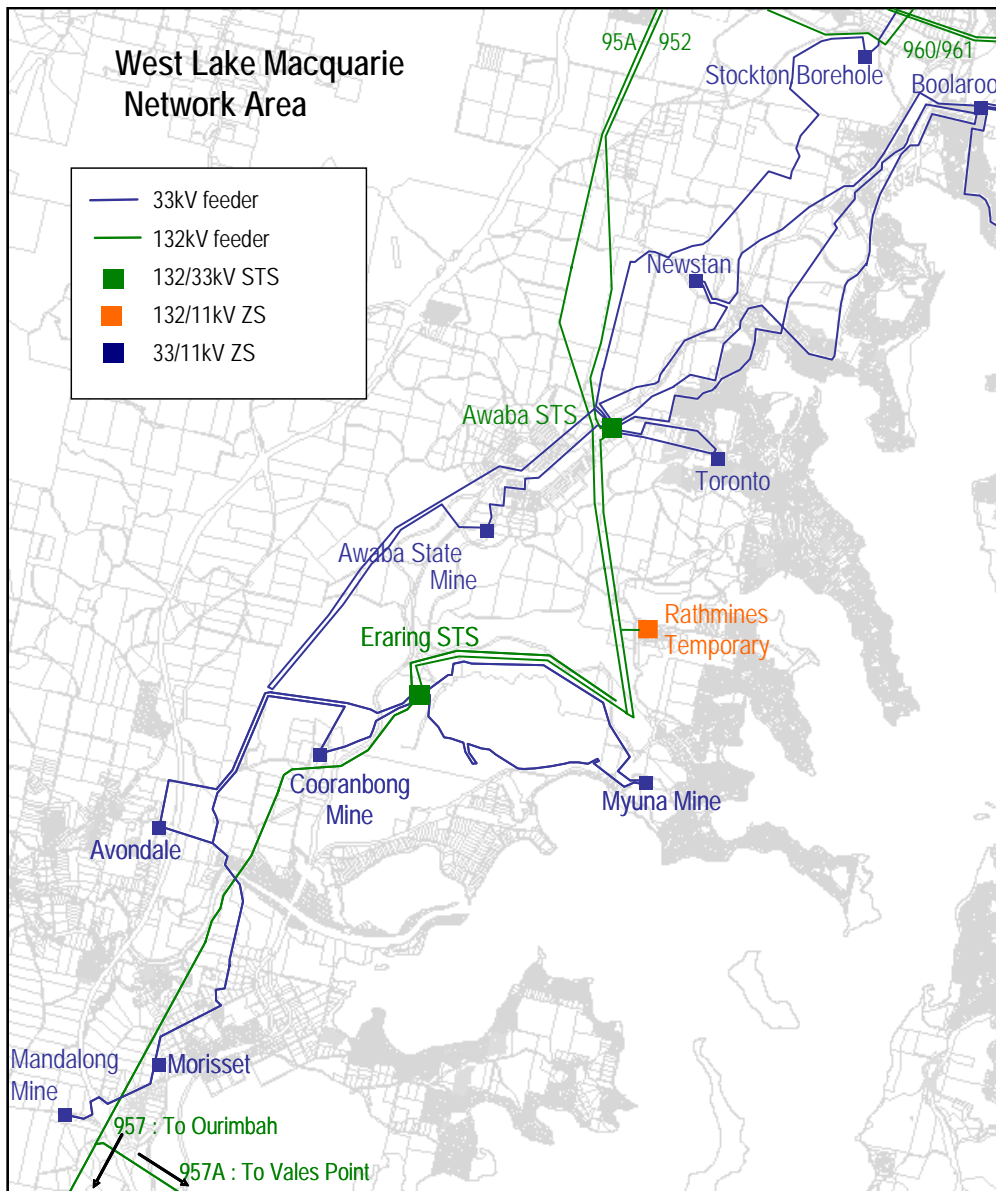 West Lake Macquarie
Network Area
33kV feeder
132kV feeder
132/33kV STS
132/11kV ZS
33/11kV ZS
95A
952
960/961
Stockton Borehole
Boolaroo
Newstan
Awaba STS
Toronto
Awaba State
Mine
Rathmines
Temporary
Eraring STS
Cooranbong
Mine
Myuna Mine
Avondale
Mandalong
Mine
Morisset
957 : To Ourimbah
957A : To Vales Point